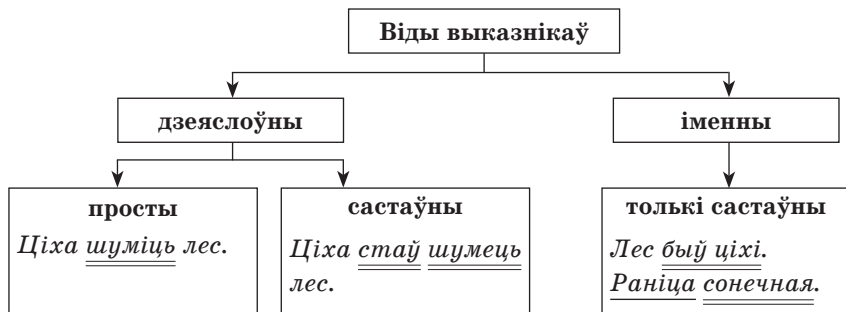 Віды выказнікаў
дзеяслоўны
іменны
просты
Ціха шуміць лес.
састаўны
Ціха стаў шумець
лес.
толькі састаўны
Лес быў ціхі.
Раніца сонечная.